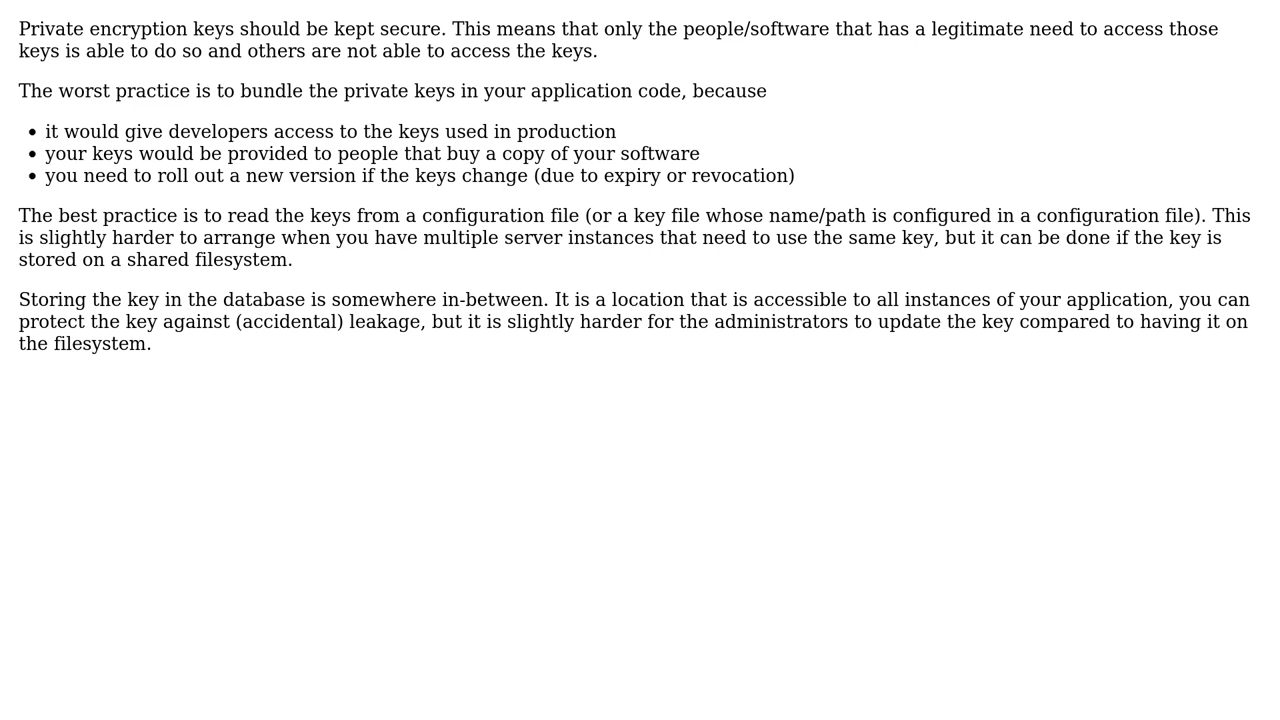 Private encryption keys should be kept secure. This means that only the people/software that has a legitimate need to access those
keys is able to do so and others are not able to access the keys.
The worst practice is to bundle the private keys in your application code, because
• it would give developers access to the keys used in production
• your keys would be provided to people that buy a copy of your software
• you need to roll out a new version if the keys change (due to expiry or revocation)
The best practice is to read the keys from a configuration file (or a key file whose name/path is configured in a configuration file). This
is slightly harder to arrange when you have multiple server instances that need to use the same key, but it can be done if the key is
stored on a shared filesystem.
Storing the key in the database is somewhere in-between. It is a location that is accessible to all instances of your application, you can
protect the key against (accidental) leakage, but it is slightly harder for the administrators to update the key compared to having it on
the filesystem.